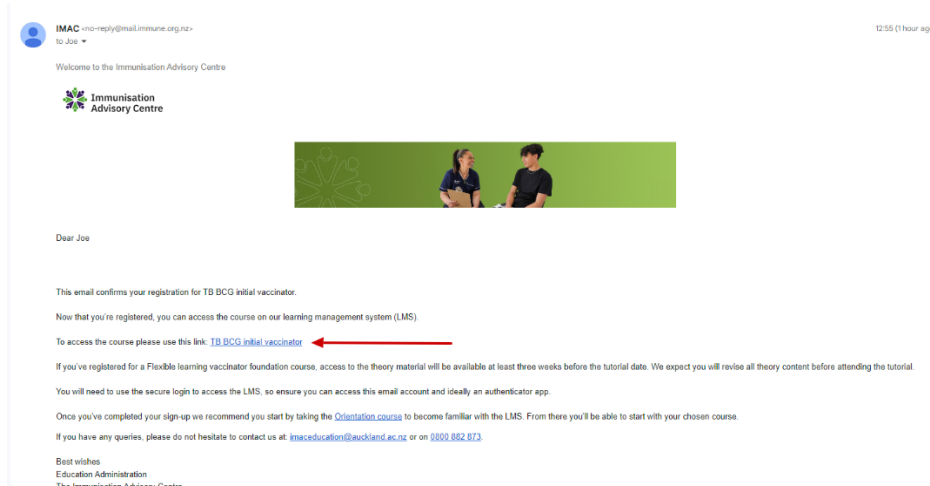 IMAC <no-reply@mail.immune.org.nz>
12:55 (1 hour ag
to Joe
Welcome to the Immunisation Advisory Centre
Immunisation
Advisory Centre
Dear Joe
This email confirms your registration for TB BCG initial vaccinator.
Now that you're registered, you can access the course on our learning management system (LMS).
To access the course please use this link: TB BCG initial vaccinator
If you've registered for a Flexible learning vaccinator foundation course, access to the theory material will be available at least three weeks before the tutorial date. We expect you will revise all theory content before attending the tutorial.
You will need to use the secure login to access the LMS, so ensure you can access this email account and ideally an authenticator app.
Once you've completed your sign-up we recommend you start by taking the Orientation course to become familiar with the LMS. From there you'll be able to start with your chosen course.
If you have any queries, please do not hesitate to contact us at: imaceducation@auckland.ac.nz or on 0800 882 873.
Best wishes
Education Administration
The Immunisation Advisory Centre